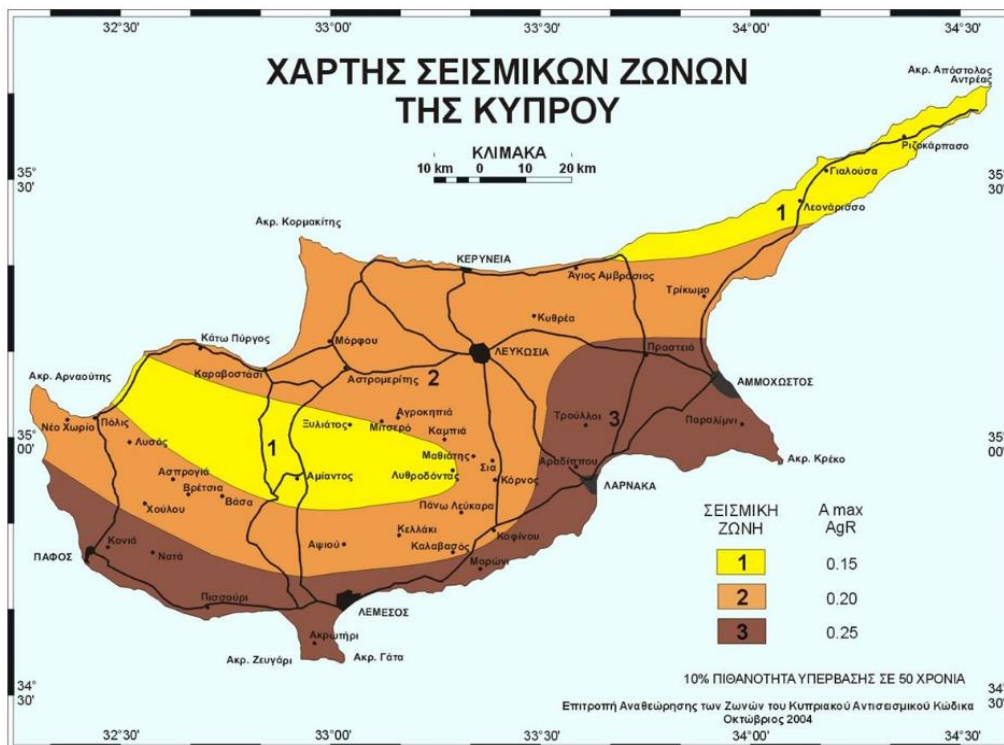 32°30' 33°00' 33°30' 34°00' 34°30'
ΧΑΡΤΗΣ ΣΕΙΣΜΙΚΩΝ ΖΩΝΩΝ
ΤΗΣ ΚΥΠΡΟΥ
ΚΛΙΜΑΚΑ
10 km 0 10 20 km
Ακρ. Απόστολος
Αντρέας
Ριζοκάρπασο
35°
30'
35°
30'
Γιαλούσα
Λεονάρισσο
1
Ακρ. Κορμακίτης
ΚΕΡΥΝΕΙΑ
Άγιος Αμβρόσιος
Τρίκωμο
Κυθρέα
Κάτω Πύργος
Μόρφου
ΛΕΥΚΩΣΙΑ
Πραστειό
Καραβοστάσι
Αστρομερίτης
2
Ακρ. Αρναούτης
ΑΜΜΟΧΩΣΤΟΣ
Νέο Χωρίο
Πόλις
Αγροκηπιά
Ξυλιάτος
Μιτσερό
Τρούλλοι
3
Παραλίμνι
35°
00'
35°
00'
Λυσός
1
Καμπιά
Μαθιάτης
Σια
Αραδίππου
Ακρ. Κρέκο
Ασπρογιά
Αμίαντος
Λυθροδόντας
Κόρνος
ΛΑΡΝΑΚΑ
Βρέτσια
Βάσα
Χούλου
Πάνω Λεύκαρα
Κελλάκι
Κοφίνου
Κονιά
Αψιού
Καλαβασός
ΠΑΦΟΣ
Νατά
Μαρώνι
Πισσούρι
ΛΕΜΕΣΟΣ
Ακρωτήρι
Ακρ. Ζευγάρι
Ακρ. Γάτα
ΣΕΙΣΜΙΚΗ
ΖΩΝΗ
A max
AgR
1 0.15
2 0.20
3 0.25
34°
30'
34°
30'
10% ΠΙΘΑΝΟΤΗΤΑ ΥΠΕΡΒΑΣΗΣ ΣΕ 50 ΧΡΟΝΙΑ
Επιτροπή Αναθεώρησης των Ζωνών του Κυπριακού Αντισεισμικού Κώδικα
Οκτώβριος 2004
32°30' 33°00' 33°30' 34°00' 34°30'